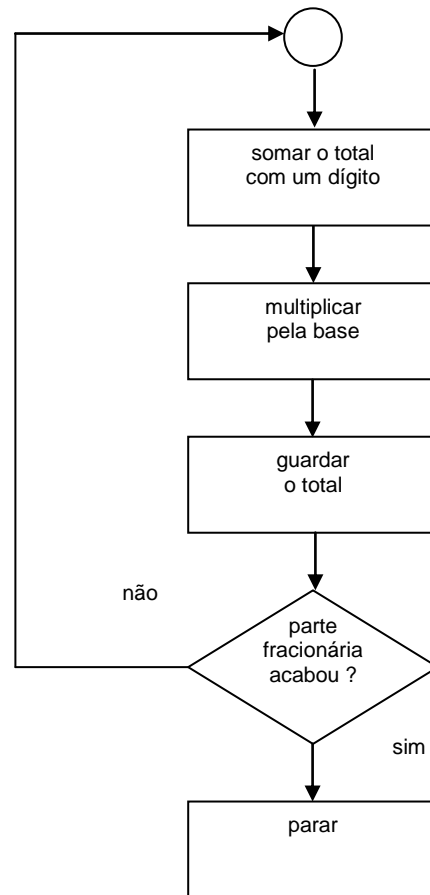 somar o total
com um dígito
multiplicar
pela base
guardar
o total
não
parte
fracionária
acabou ?
sim
parar